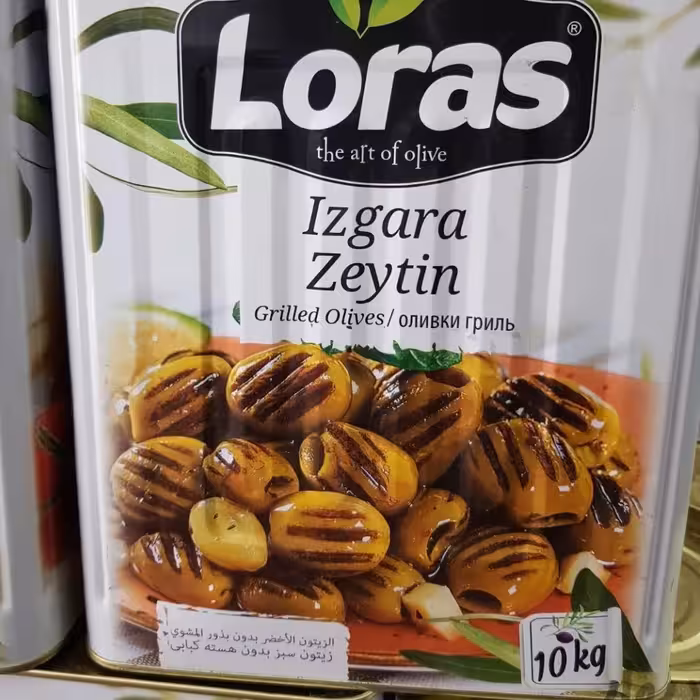 Loras®
the art of olive
Izgara
Zeytin
Grilled Olives/ оливки гриль
الزيتون الأخضر بدون بذور المشوي
زيتون سبز بدون هسته کبابی
10 kg